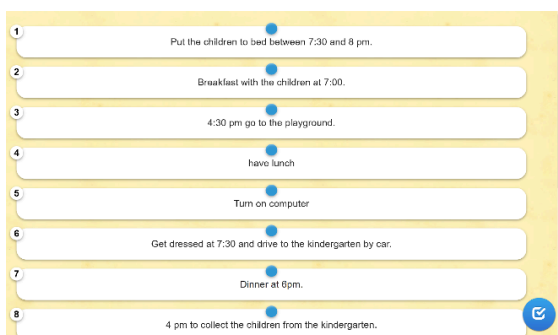 1
Put the children to bed between 7:30 and 8 pm.
2
Breakfast with the children at 7:00.
3
4:30 pm go to the playground.
4
have lunch
5
Turn on computer
6
Get dressed at 7:30 and drive to the kindergarten by car.
7
Dinner at 6pm.
8
4 pm to collect the children from the kindergarten.